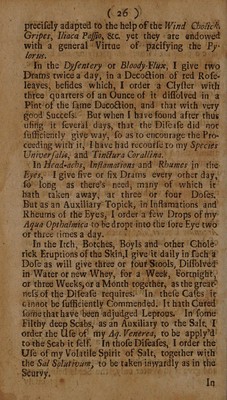 ( 26 )
precisely adapted to the help of the Wind Cholick,
Gripes, Iliaca Passio, &c. yet they are endowed
with a general Virtue of pacifying the Py-
lorus.
In the Dysentery or Bloody-Flux, I give two
Drams twice a day, in a Decoction of red Rose-
leaves, besides which, I order a Clyster with
three quarters of an Ounce of it dissolved in a
Pint of the same Decoction, and that with very
good Success. But when I have found after thus
using it several days, that the Disease did not
sufficiently give way, so as to encourage the Pro-
ceeding with it, I have had recourse to my Species
Universalia, and Tinctura Corallina.
In Head-achs, Inflamations and Rhumes in the
Eyes, I give five or six Drams every other day,
so long as there's need, many of which it
hath taken away, at three or four Doses.
But as an Auxiliary Topick, in Inflamations and
Rheums of the Eyes, I order a few Drops of my
Aqua Opthalmica to be dropt into the sore Eye two
or three times a day.
In the Itch, Botches, Boyls and other Chole-
rick Eruptions of the Skin, I give it daily in such a
Dose as will give three or four Stools, Dissolved
in Water or new Whey, for a Week, Fortnight,
or three Weeks, or a Month together, as the great-
ness of the Disease requires. In these Cases it
cannot be sufficiently Commended. It hath Cured
some that have been adjudged Leprous. In some
Filthy deep Scabs, as an Auxiliary to the Salt, I
order the Use of my Aq. Venerea, to be apply'd
to the Scab it self. In those Diseases, I order the
Use of my Volatile Spirit of Salt, together with
the Sal to be taken inwardly as in the
Scurvy.
In